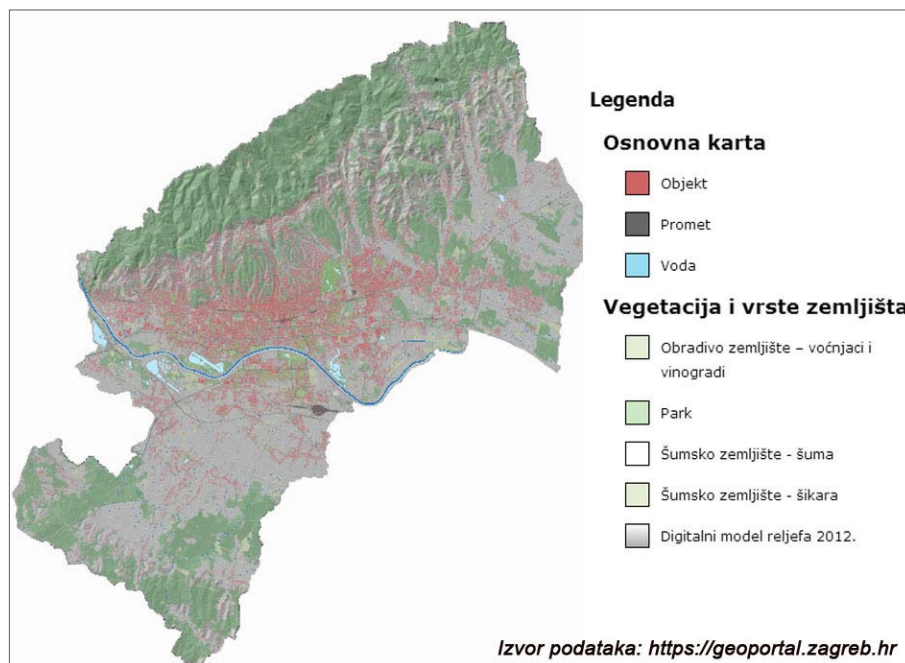 Legenda
Osnovna karta
Objekt
Promet
Voda
Vegetacija i vrste zemljišta
Obradivo zemljište – voćnjaci i
vinogradi
Park
Šumsko zemljište - šuma
Šumsko zemljište - šikara
Digitalni model reljefa 2012.
Izvor podataka: https://geoportal.zagreb.hr